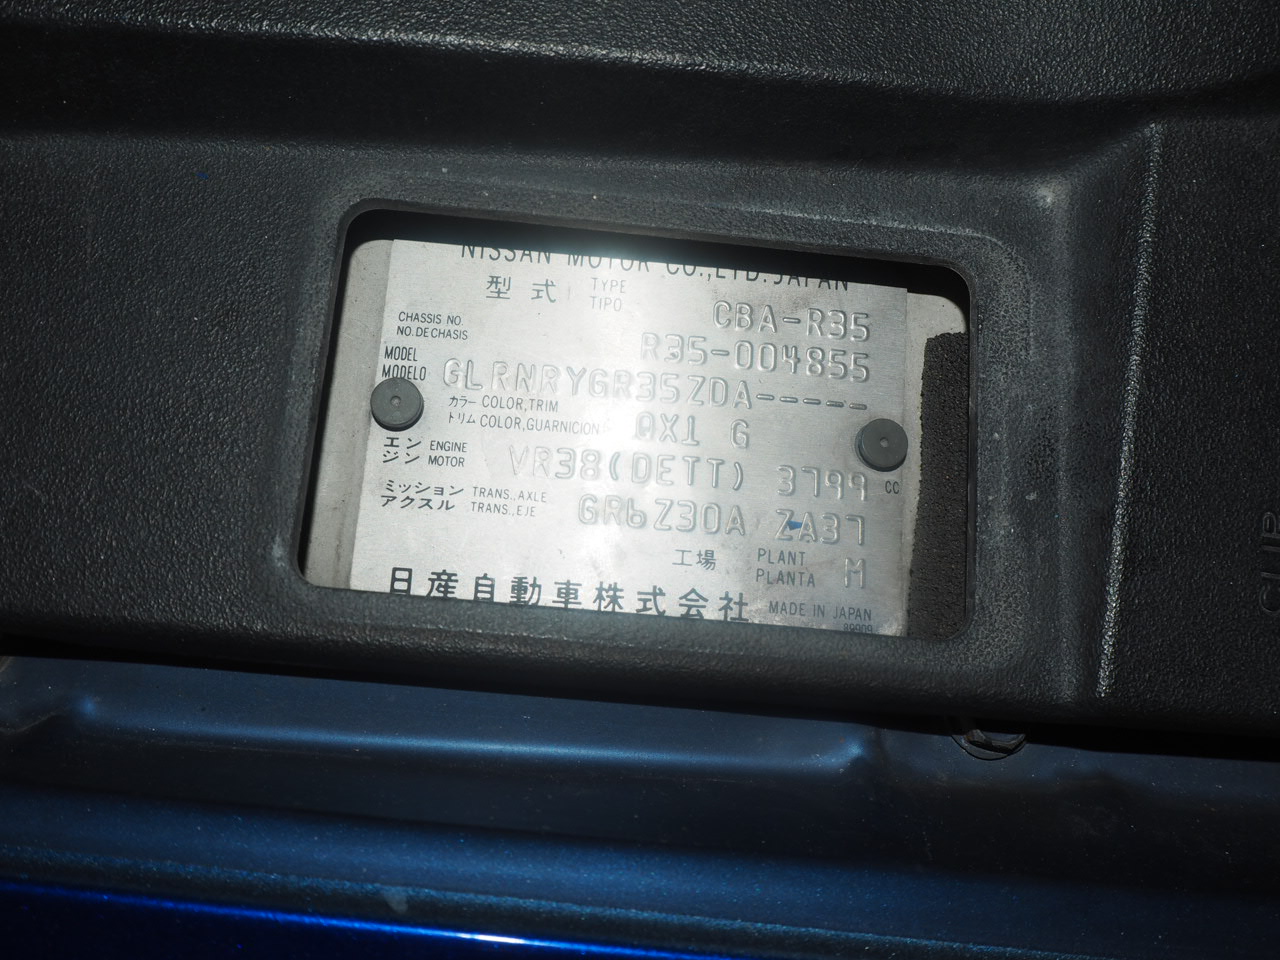 NISSAN MOTOR CO.,LTD. JAPAN
型式 TYPE TIPO CBA-R35
CHASSIS NO. NO. DE CHASIS R35-004855
MODEL MODELO GLRNRYGR35ZDA-----
カラー COLOR,TRIM
トリム COLOR,GUARNICION G
エンジン ENGINE MOTOR VR38(DETT) 3799 CC
ミッション アクスル TRANS., AXLE TRANS., EJE GR6Z30A ZA37
工場 PLANT PLANTA M
日産自動車株式会社 MADE IN JAPAN